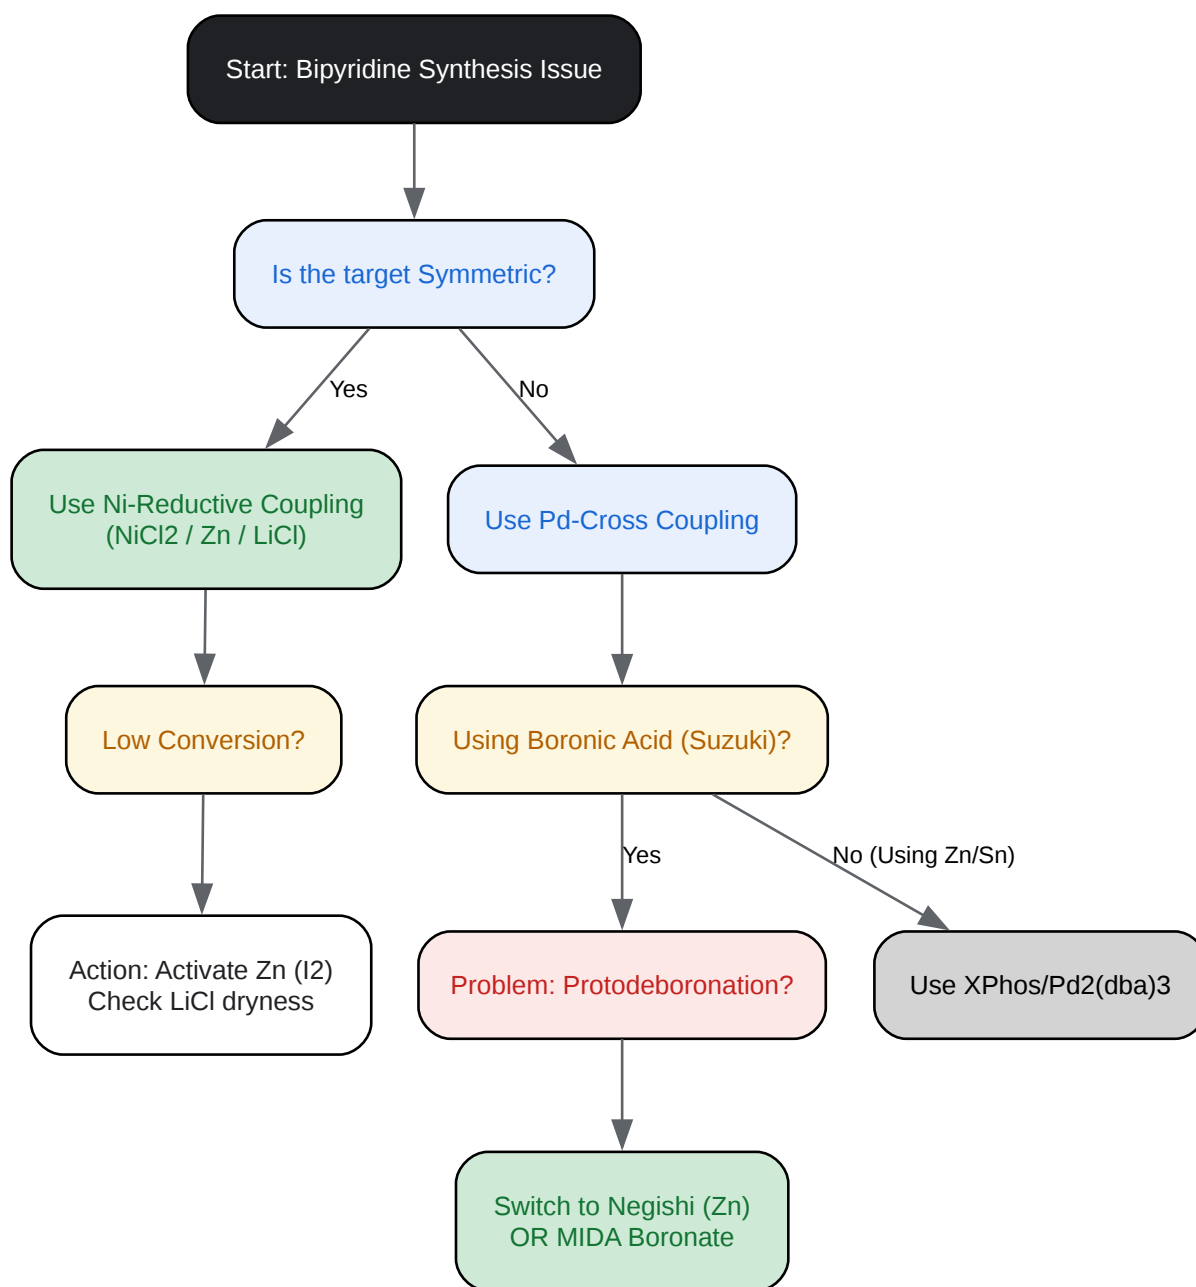 Start: Bipyridine Synthesis Issue
Is the target Symmetric?
Yes
No
Use Ni-Reductive Coupling
(NiCl2 / Zn / LiCl)
Use Pd-Cross Coupling
Low Conversion?
Using Boronic Acid (Suzuki)?
Yes
No (Using Zn/Sn)
Action: Activate Zn (I2)
Check LiCl dryness
Problem: Protodeboronation?
Use XPhos/Pd2(dba)3
Switch to Negishi (Zn)
OR MIDA Boronate